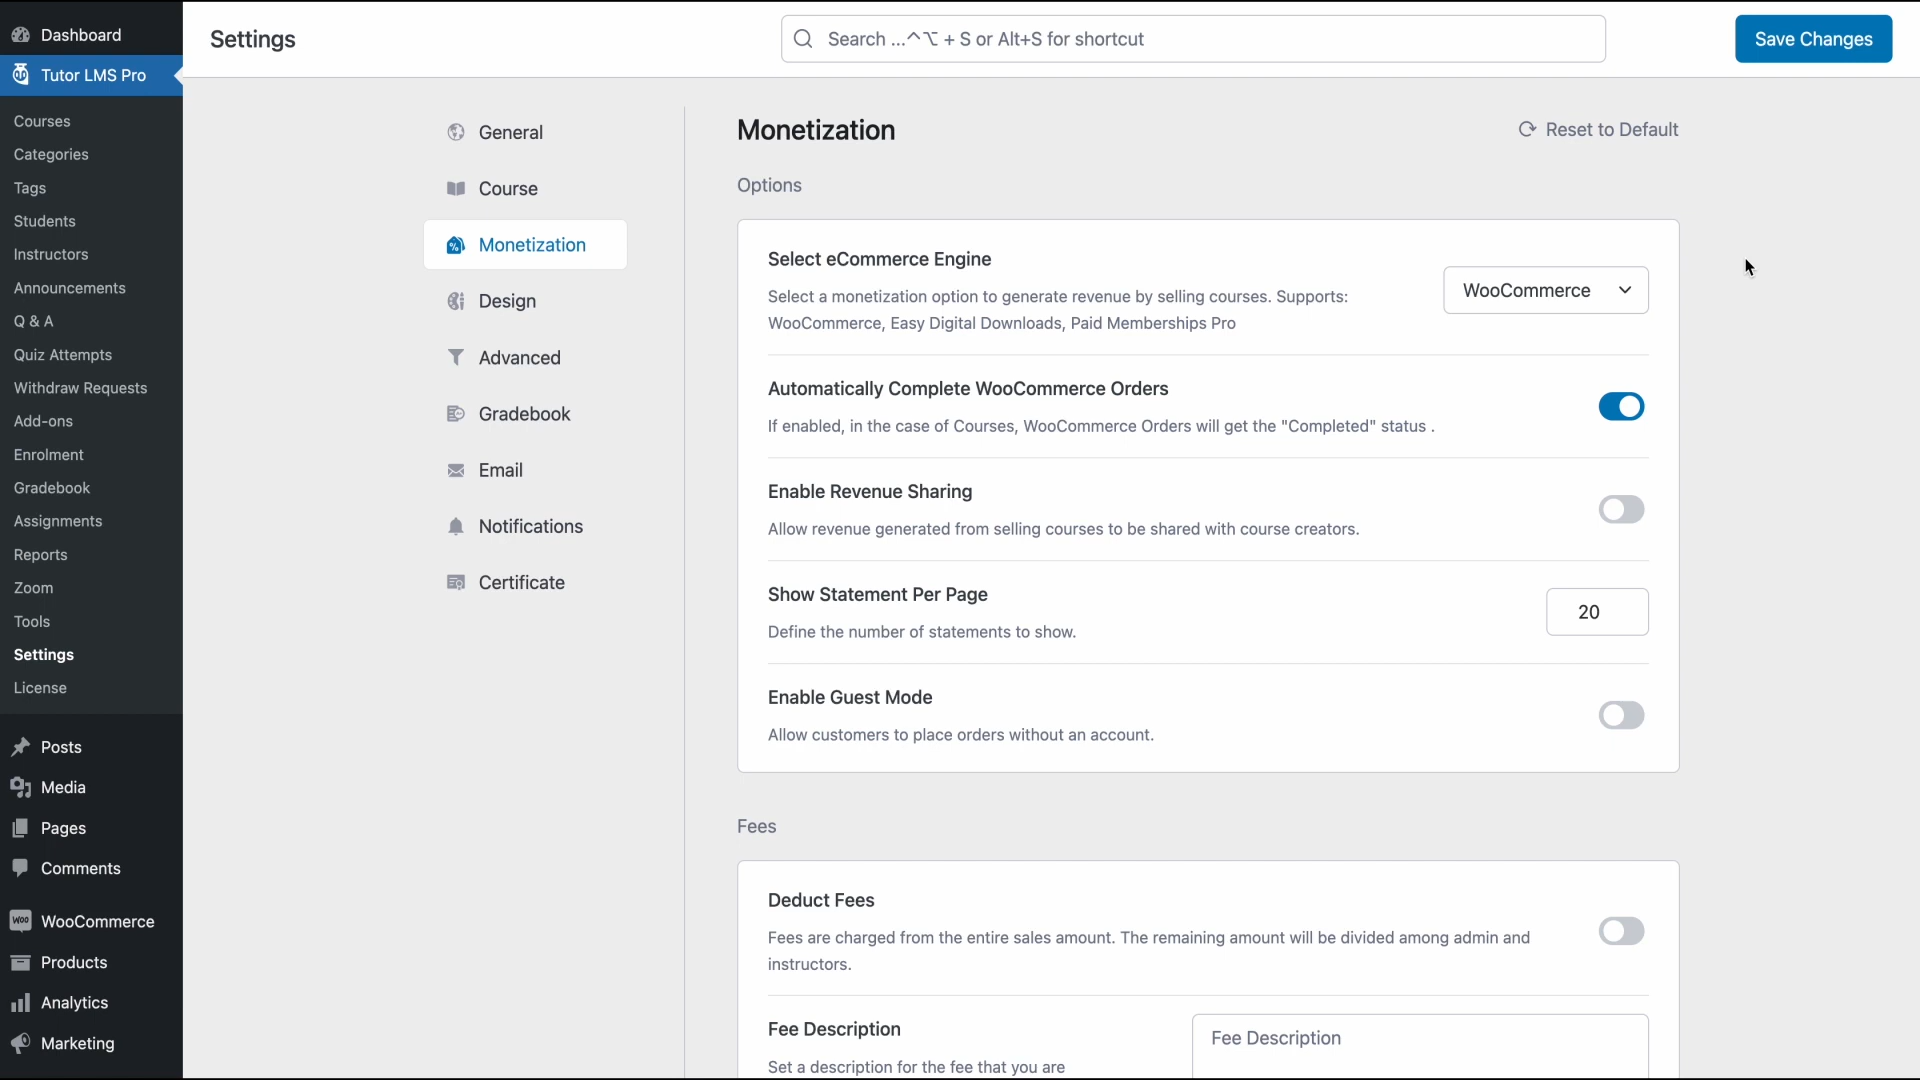 Dashboard
Tutor LMS Pro
Courses
Categories
Tags
Students
Instructors
Announcements
Q & A
Quiz Attempts
Withdraw Requests
Add-ons
Enrolment
Gradebook
Assignments
Reports
Zoom
Tools
Settings
License
Posts
Media
Pages
Comments
WOO WooCommerce
Products
Analytics
Marketing
Settings
Search ...^⌥ + S or Alt+S for shortcut
Save Changes
General
Course
Monetization
Design
Advanced
Gradebook
Email
Notifications
Certificate
Monetization
Reset to Default
Options
Select eCommerce Engine
Select a monetization option to generate revenue by selling courses. Supports:
WooCommerce, Easy Digital Downloads, Paid Memberships Pro
WooCommerce
Automatically Complete WooCommerce Orders
If enabled, in the case of Courses, WooCommerce Orders will get the "Completed" status .
Enable Revenue Sharing
Allow revenue generated from selling courses to be shared with course creators.
Show Statement Per Page
Define the number of statements to show.
20
Enable Guest Mode
Allow customers to place orders without an account.
Fees
Deduct Fees
Fees are charged from the entire sales amount. The remaining amount will be divided among admin and
instructors.
Fee Description
Set a description for the fee that you are
Fee Description